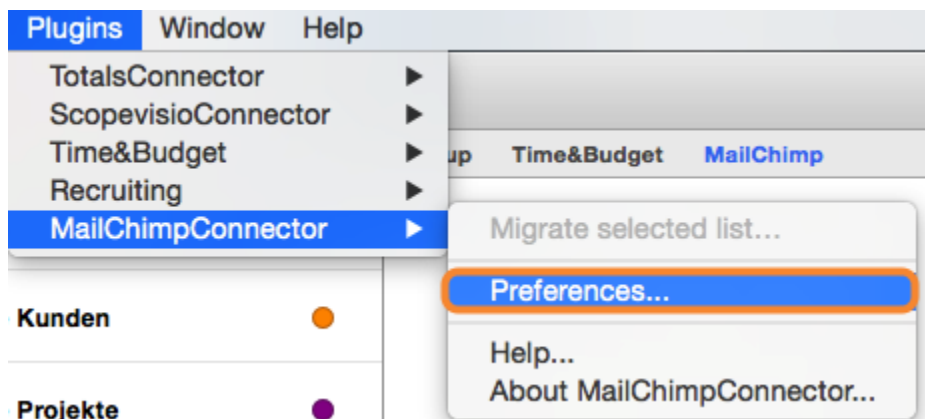 Plugins Window Help
TotalsConnector
ScopevisioConnector
Time&Budget
Recruiting
MailChimpConnector
up Time&Budget MailChimp
Migrate selected list...
Preferences...
Help...
About MailChimpConnector...
Kunden
Projekte